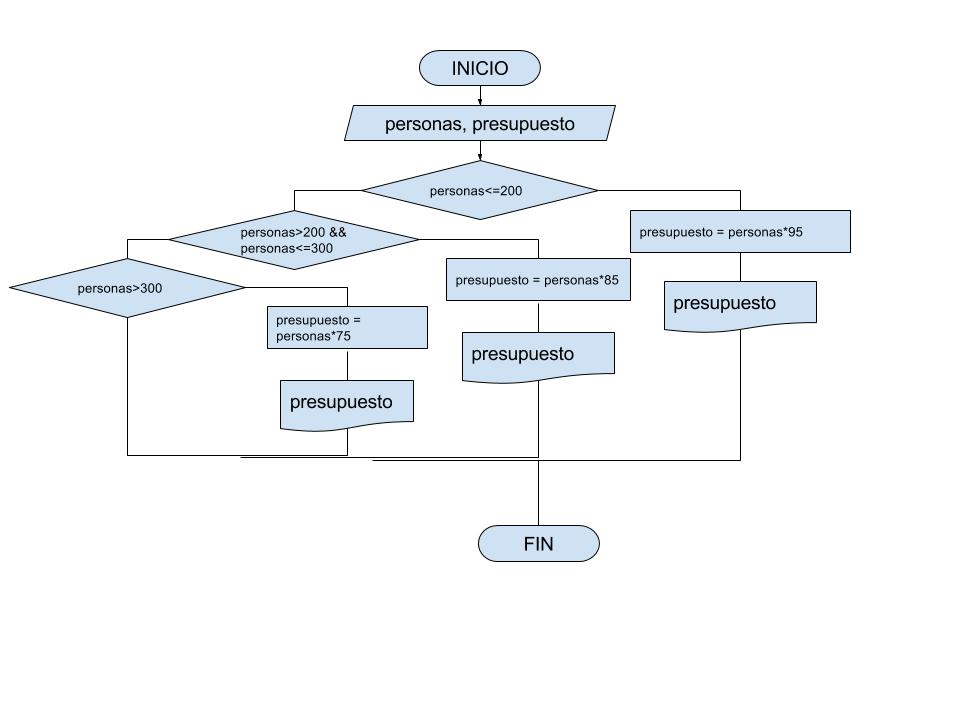 INICIO
personas, presupuesto
personas<=200
personas>200 &&
personas<=300
presupuesto = personas*95
personas>300
presupuesto = personas*85
presupuesto
presupuesto =
personas*75
presupuesto
presupuesto
FIN